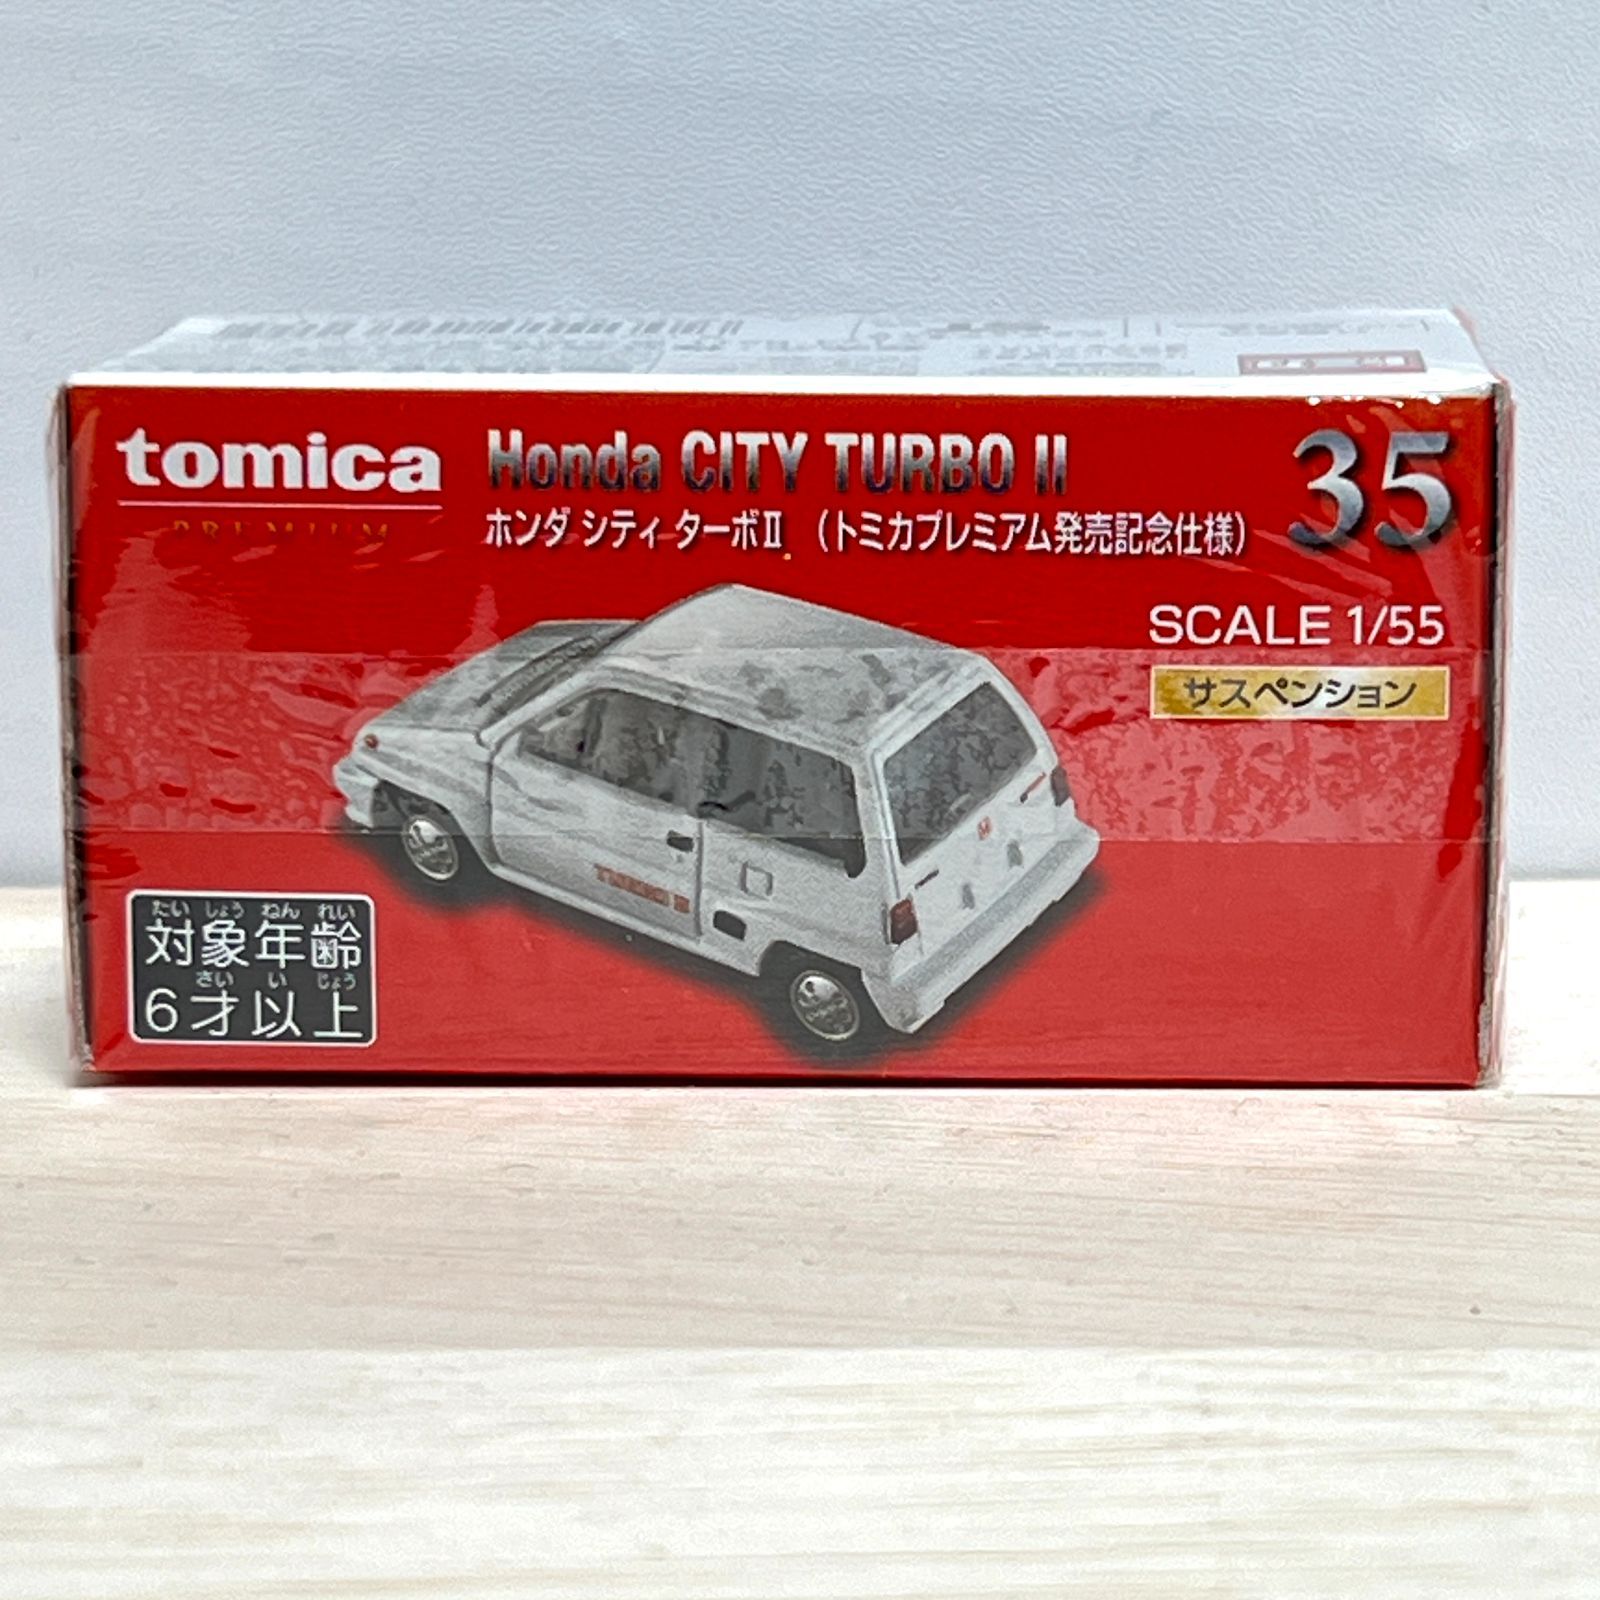 tomica
PREMIUM
Honda CITY TURBO II
ホンダ シティ ターボⅡ (トミカプレミアム発売記念仕様)
35
SCALE 1/55
サスペンション
TURBO II
たい しょう ねん れい
対象年齢
さい い じょう
6才以上